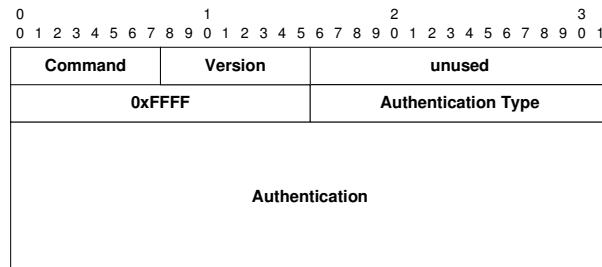 0 1 2 3
0 1 2 3 4 5 6 7 8 9 0 1 2 3 4 5 6 7 8 9 0 1 2 3 4 5 6 7 8 9 0 1
Command Version unused
0xFFFF Authentication Type
Authentication